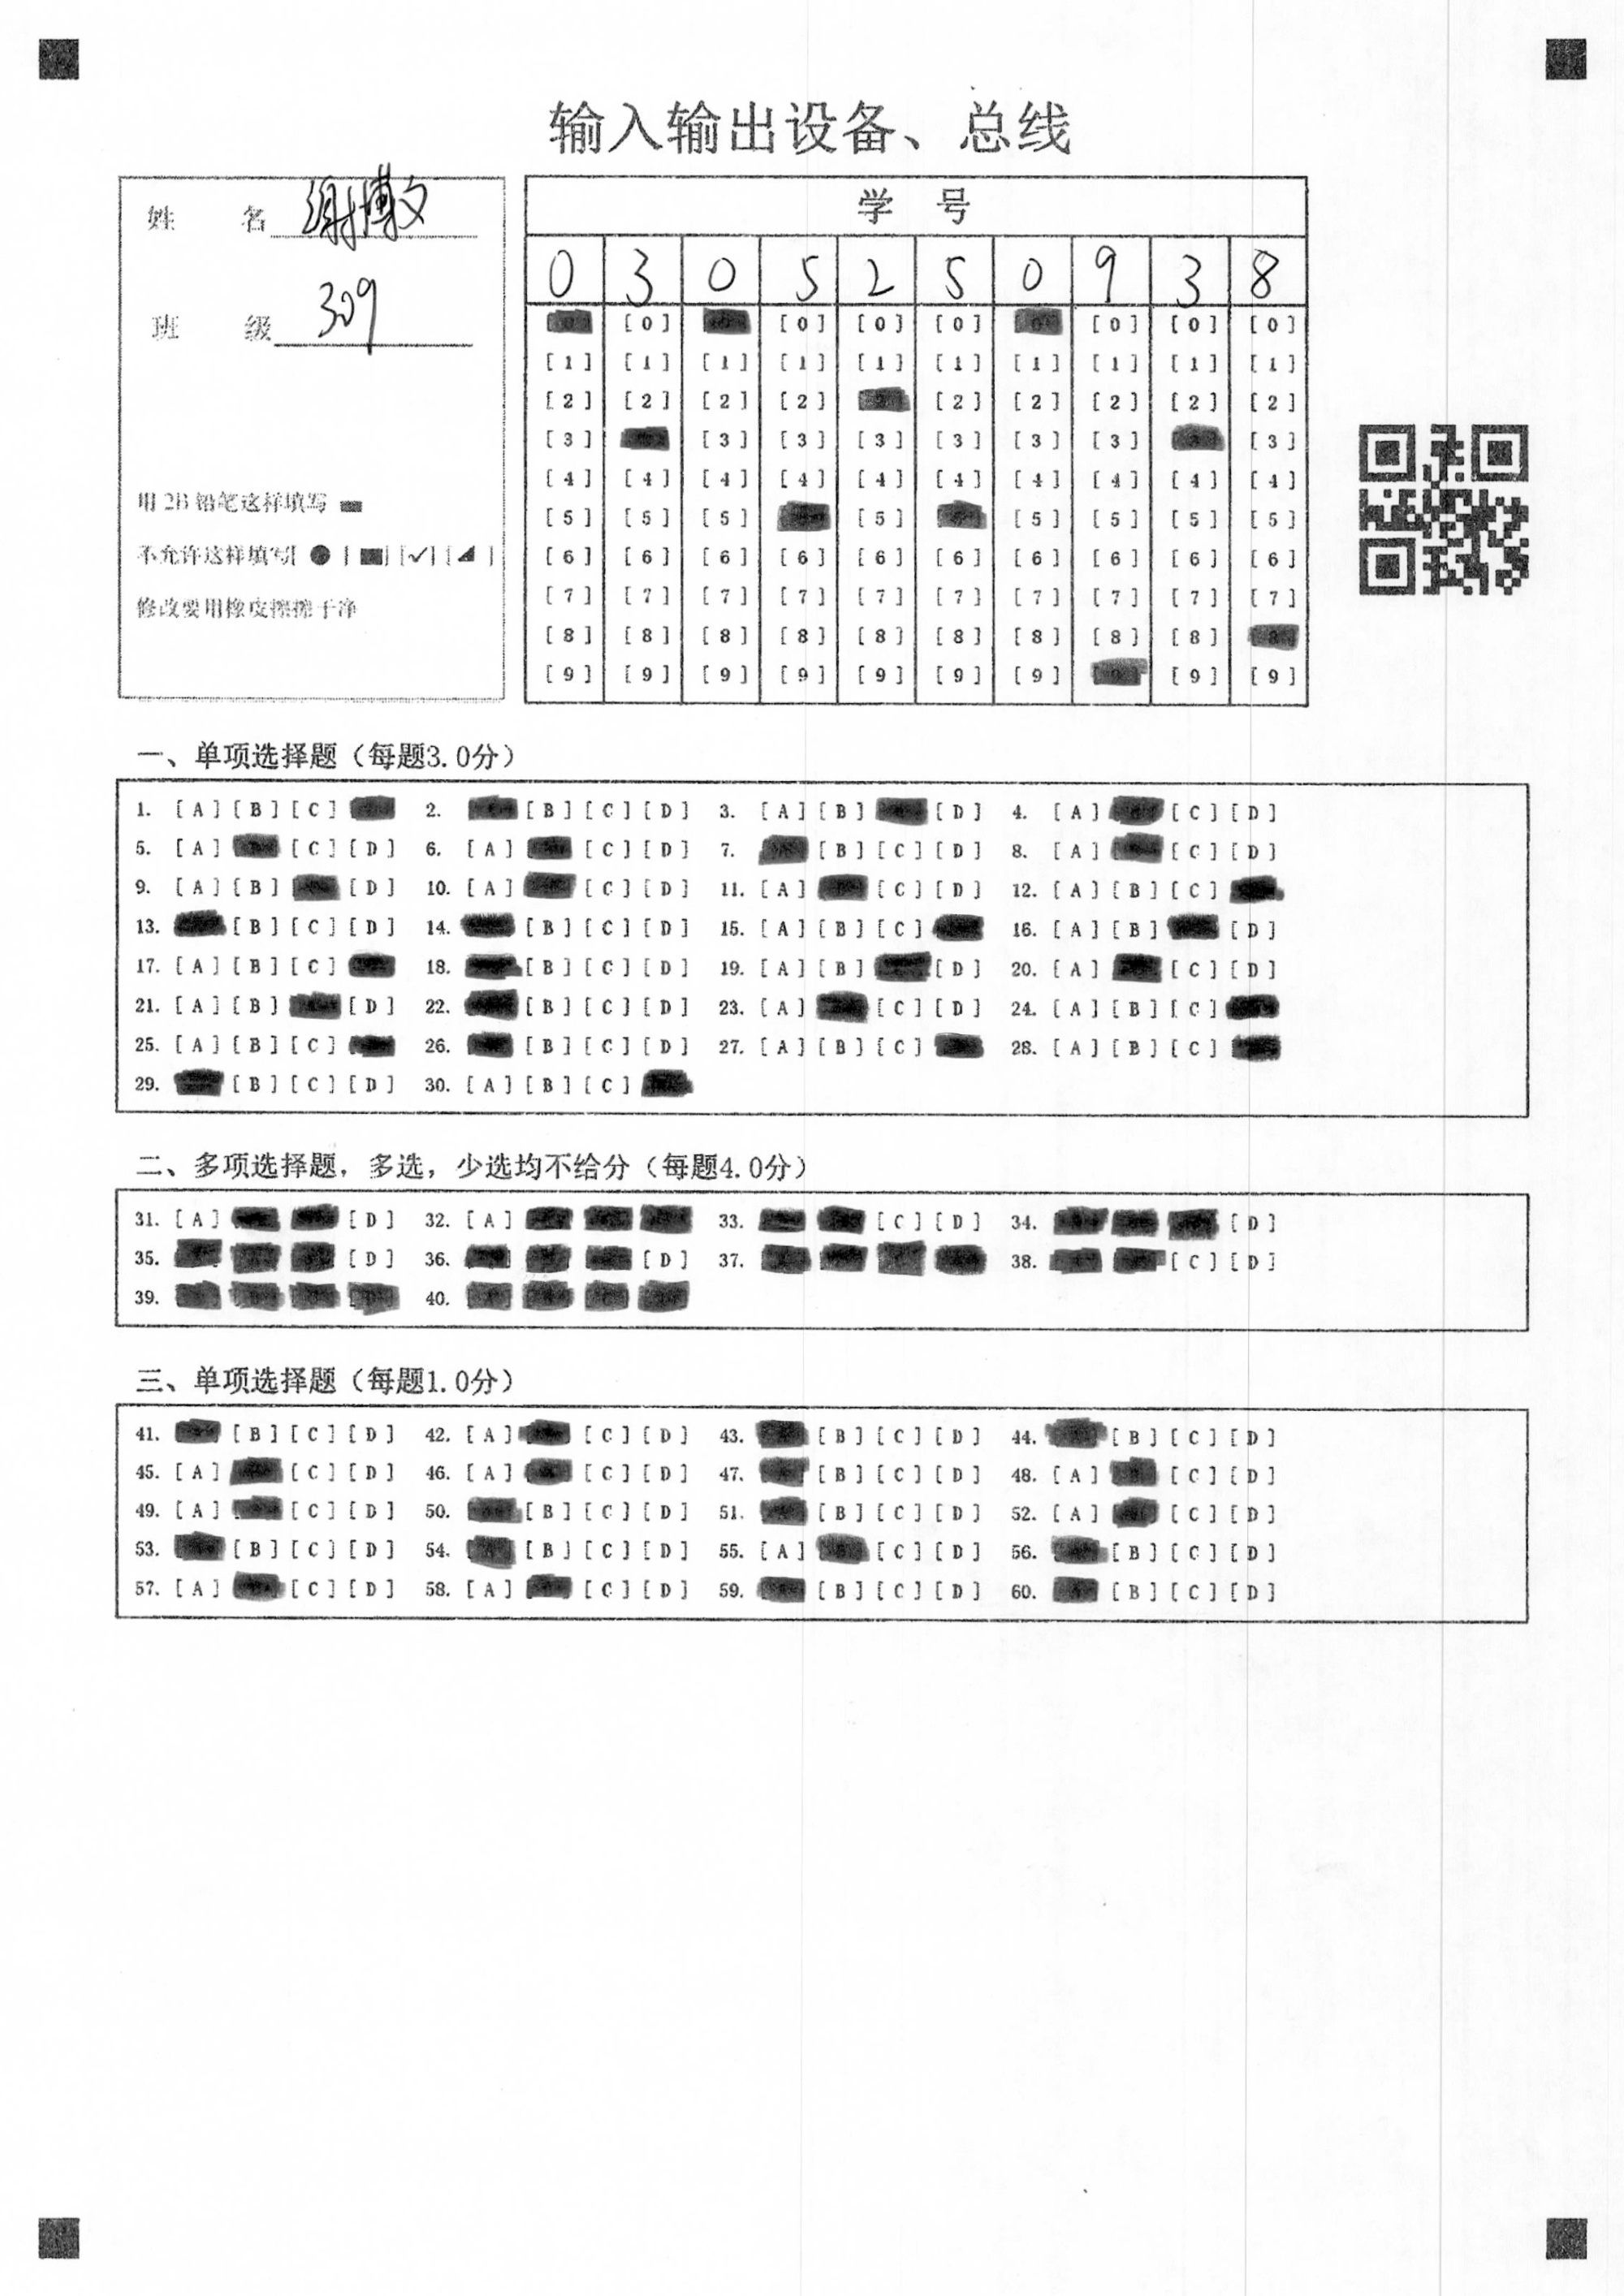 输入输出设备、总线
姓 名 谢博文
班 级 309
用2B铅笔这样填写
不允许这样填写[ ● ] [ ■ ] [ ✓ ] [ ◢ ]
修改要用橡皮擦擦干净
学 号
0 3 0 5 2 5 0 9 3 8
[0] [0] [0] [0] [0] [0] [0]
[1] [1] [1] [1] [1] [1] [1] [1] [1] [1]
[2] [2] [2] [2] [2] [2] [2] [2] [2]
[3] [3] [3] [3] [3] [3] [3] [3]
[4] [4] [4] [4] [4] [4] [4] [4] [4] [4]
[5] [5] [5] [5] [5] [5] [5] [5]
[6] [6] [6] [6] [6] [6] [6] [6] [6] [6]
[7] [7] [7] [7] [7] [7] [7] [7] [7] [7]
[8] [8] [8] [8] [8] [8] [8] [8] [8]
[9] [9] [9] [9] [9] [9] [9] [9] [9]
一、单项选择题（每题3.0分）
1. [A] [B] [C] 2. [B] [C] [D] 3. [A] [B] [D] 4. [A] [C] [D]
5. [A] [C] [D] 6. [A] [C] [D] 7. [B] [C] [D] 8. [A] [C] [D]
9. [A] [B] [D] 10. [A] [C] [D] 11. [A] [C] [D] 12. [A] [B] [C]
13. [B] [C] [D] 14. [B] [C] [D] 15. [A] [B] [C] 16. [A] [B] [D]
17. [A] [B] [C] 18. [B] [C] [D] 19. [A] [B] [D] 20. [A] [C] [D]
21. [A] [B] [D] 22. [B] [C] [D] 23. [A] [C] [D] 24. [A] [B] [C]
25. [A] [B] [C] 26. [B] [C] [D] 27. [A] [B] [C] 28. [A] [B] [C]
29. [B] [C] [D] 30. [A] [B] [C]
二、多项选择题，多选，少选均不给分（每题4.0分）
31. [A] [D] 32. [A] 33. [C] [D] 34. [D]
35. [D] 36. [D] 37. 38. [C] [D]
39. 40.
三、单项选择题（每题1.0分）
41. [B] [C] [D] 42. [A] [C] [D] 43. [B] [C] [D] 44. [B] [C] [D]
45. [A] [C] [D] 46. [A] [C] [D] 47. [B] [C] [D] 48. [A] [C] [D]
49. [A] [C] [D] 50. [B] [C] [D] 51. [B] [C] [D] 52. [A] [C] [D]
53. [B] [C] [D] 54. [B] [C] [D] 55. [A] [C] [D] 56. [B] [C] [D]
57. [A] [C] [D] 58. [A] [C] [D] 59. [B] [C] [D] 60. [B] [C] [D]